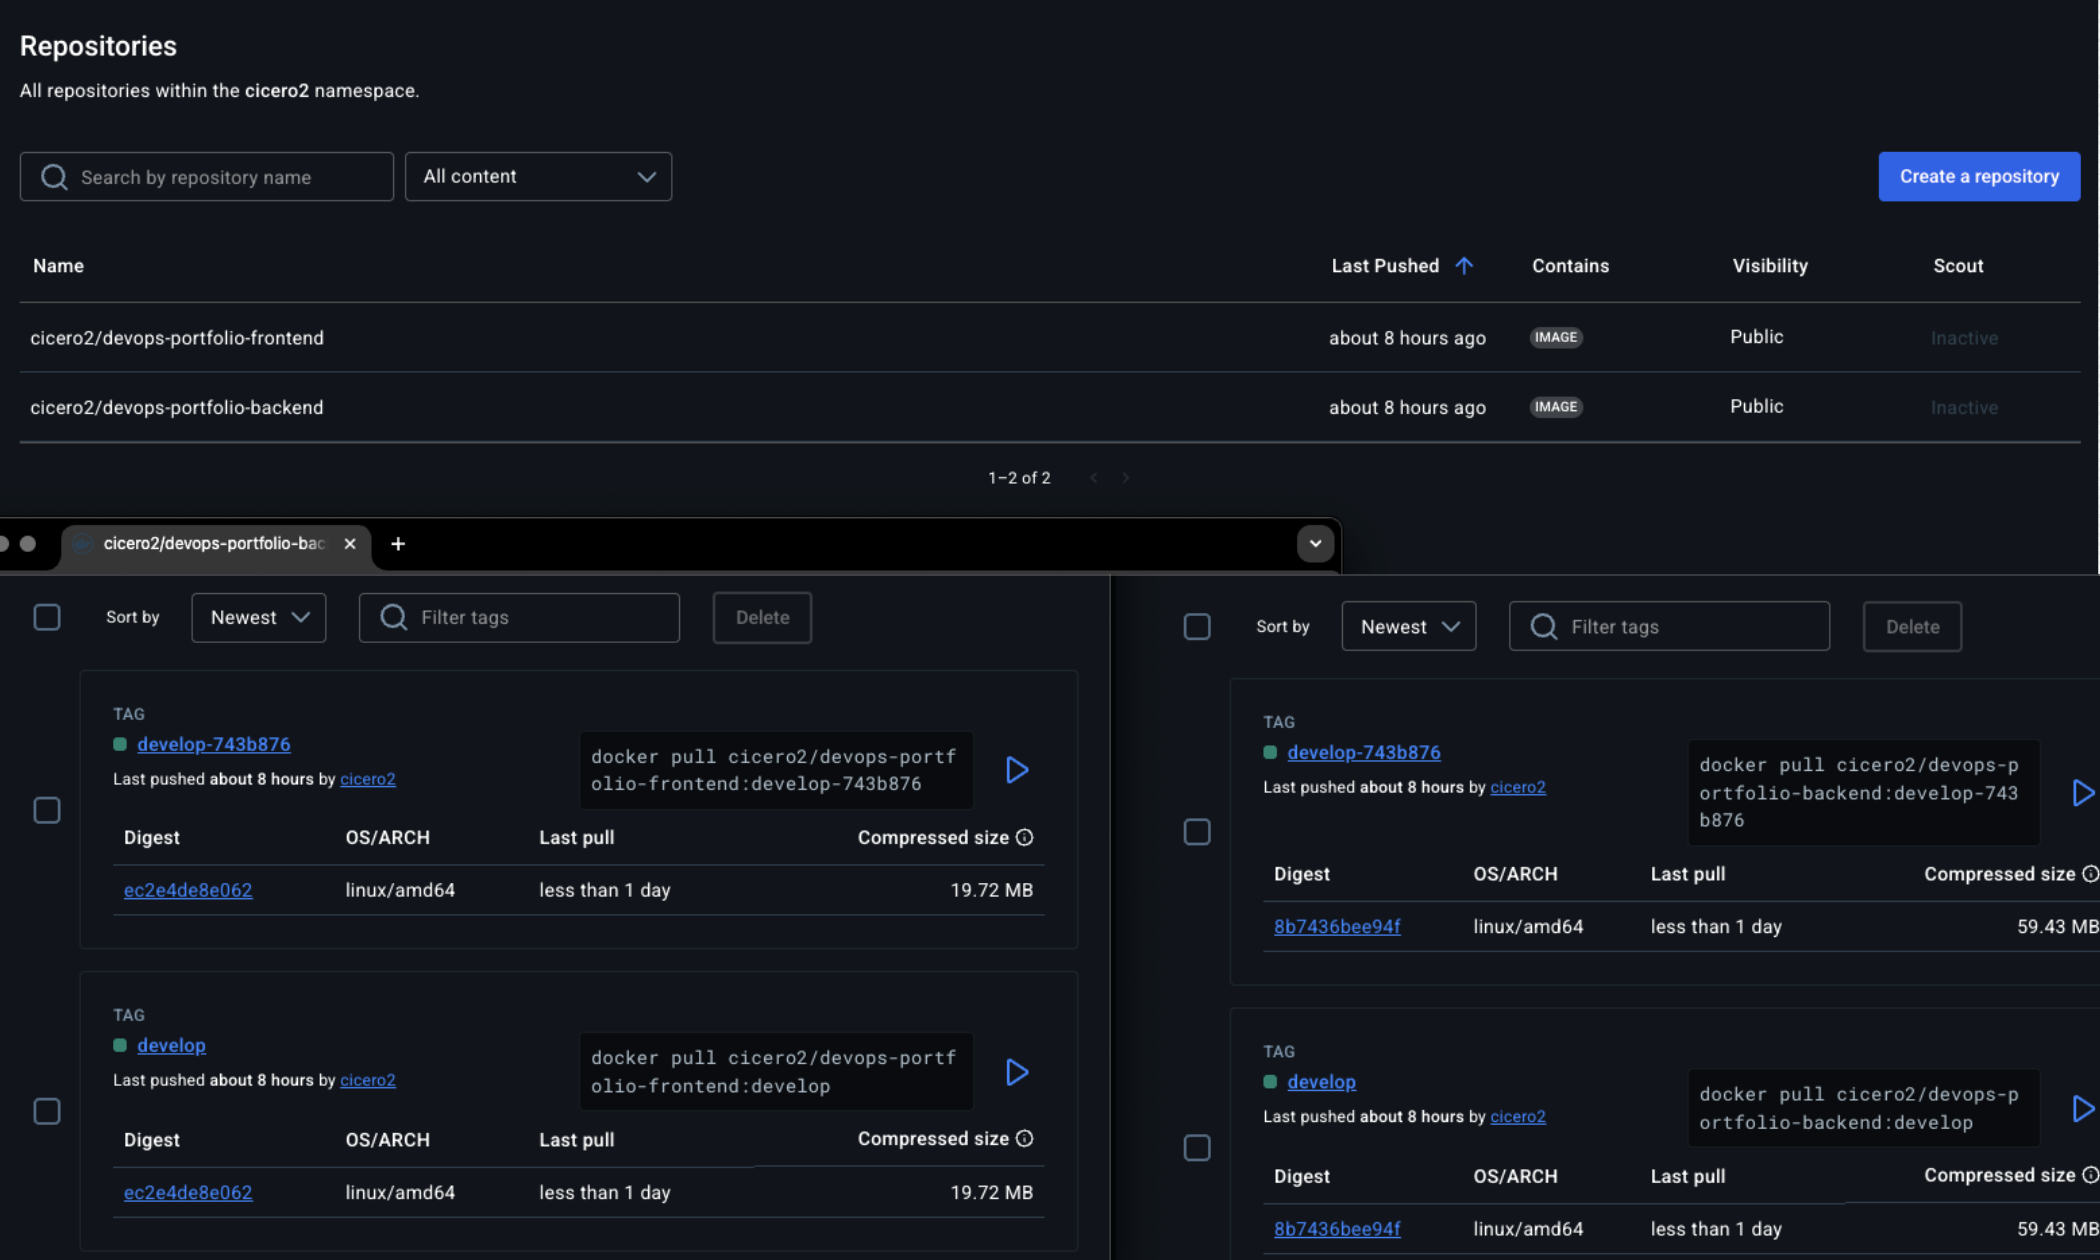 Repositories
All repositories within the cicero2 namespace.
Search by repository name
All content
Create a repository
Name Last Pushed Contains Visibility Scout
cicero2/devops-portfolio-frontend about 8 hours ago IMAGE Public Inactive
cicero2/devops-portfolio-backend about 8 hours ago IMAGE Public Inactive
1–2 of 2
cicero2/devops-portfolio-bac
Sort by Newest Filter tags Delete
TAG
develop-743b876
Last pushed about 8 hours by cicero2
docker pull cicero2/devops-portf
olio-frontend:develop-743b876
Digest OS/ARCH Last pull Compressed size
ec2e4de8e062 linux/amd64 less than 1 day 19.72 MB
TAG
develop
Last pushed about 8 hours by cicero2
docker pull cicero2/devops-portf
olio-frontend:develop
Digest OS/ARCH Last pull Compressed size
ec2e4de8e062 linux/amd64 less than 1 day 19.72 MB
Sort by Newest Filter tags Delete
TAG
develop-743b876
Last pushed about 8 hours by cicero2
docker pull cicero2/devops-p
ortfolio-backend:develop-743
b876
Digest OS/ARCH Last pull Compressed size
8b7436bee94f linux/amd64 less than 1 day 59.43 MB
TAG
develop
Last pushed about 8 hours by cicero2
docker pull cicero2/devops-p
ortfolio-backend:develop
Digest OS/ARCH Last pull Compressed size
8b7436bee94f linux/amd64 less than 1 day 59.43 MB